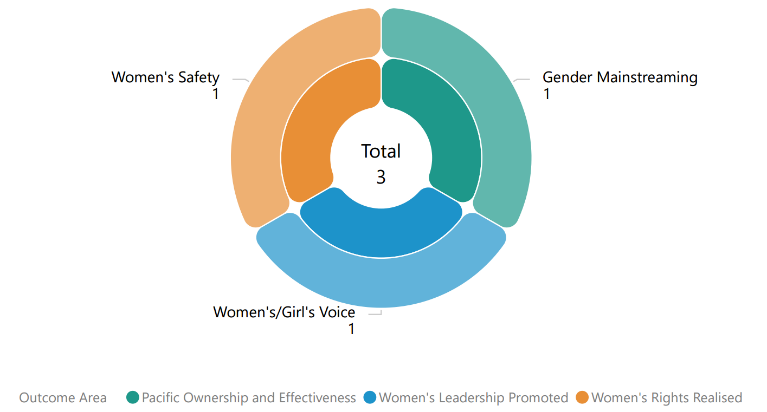 Women's Safety
1
Gender Mainstreaming
1
Total
3
Women's/Girl's Voice
1
Outcome Area Pacific Ownership and Effectiveness Women's Leadership Promoted Women's Rights Realised